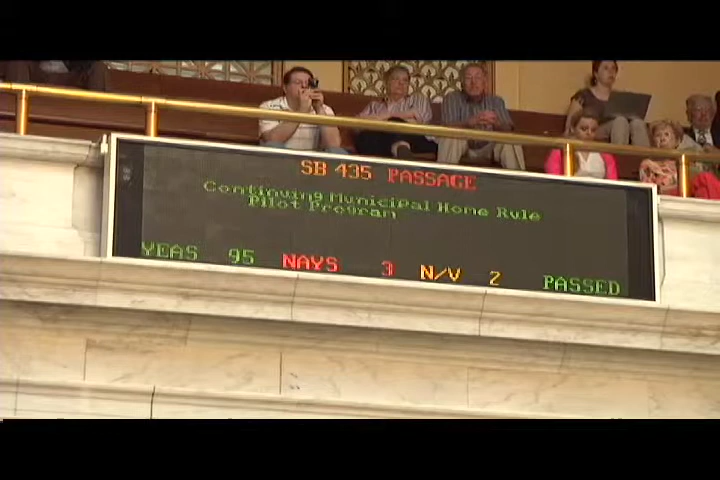 SB 435 PASSAGE
Continuing Municipal Home Rule
Pilot Program
YEAS 95 NAYS 3 N/V 2 PASSED